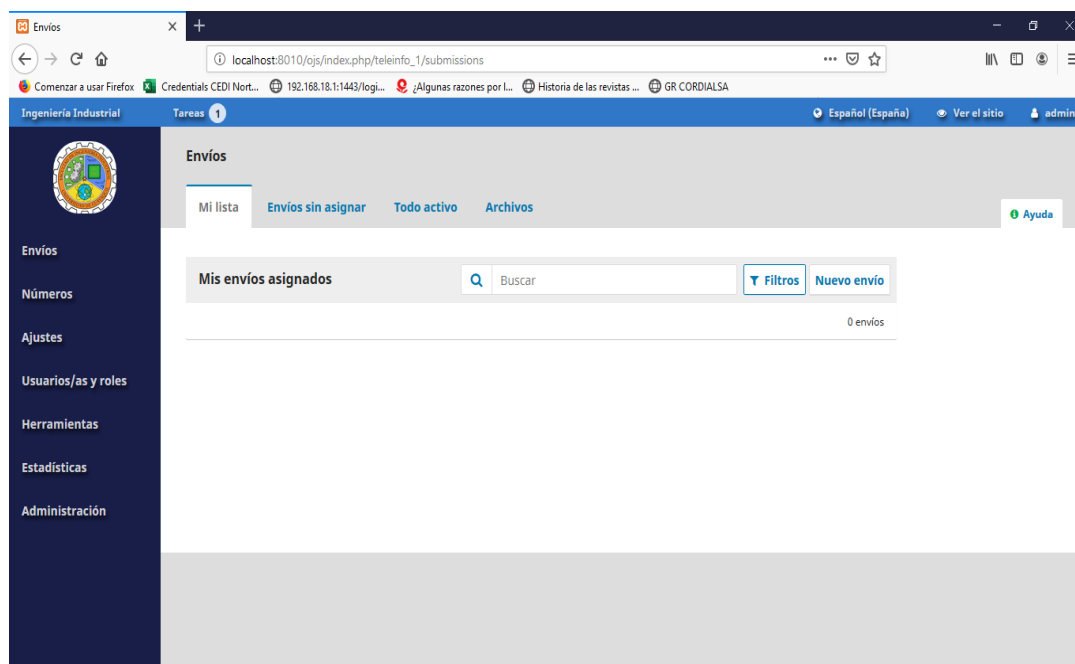 Envíos
localhost:8010/ojs/index.php/teleinfo_1/submissions
Comenzar a usar Firefox Credentials CEDI Nort... 192.168.18.1:1443/logi... ¿Algunas razones por l... Historia de las revistas ... GR CORDIALSA
Ingeniería Industrial Tareas 1 Español (España) Ver el sitio admin
Envíos
Mi lista Envíos sin asignar Todo activo Archivos Ayuda
Envíos
Números
Ajustes
Usuarios/as y roles
Herramientas
Estadísticas
Administración
Mis envíos asignados Buscar Filtros Nuevo envío
0 envíos